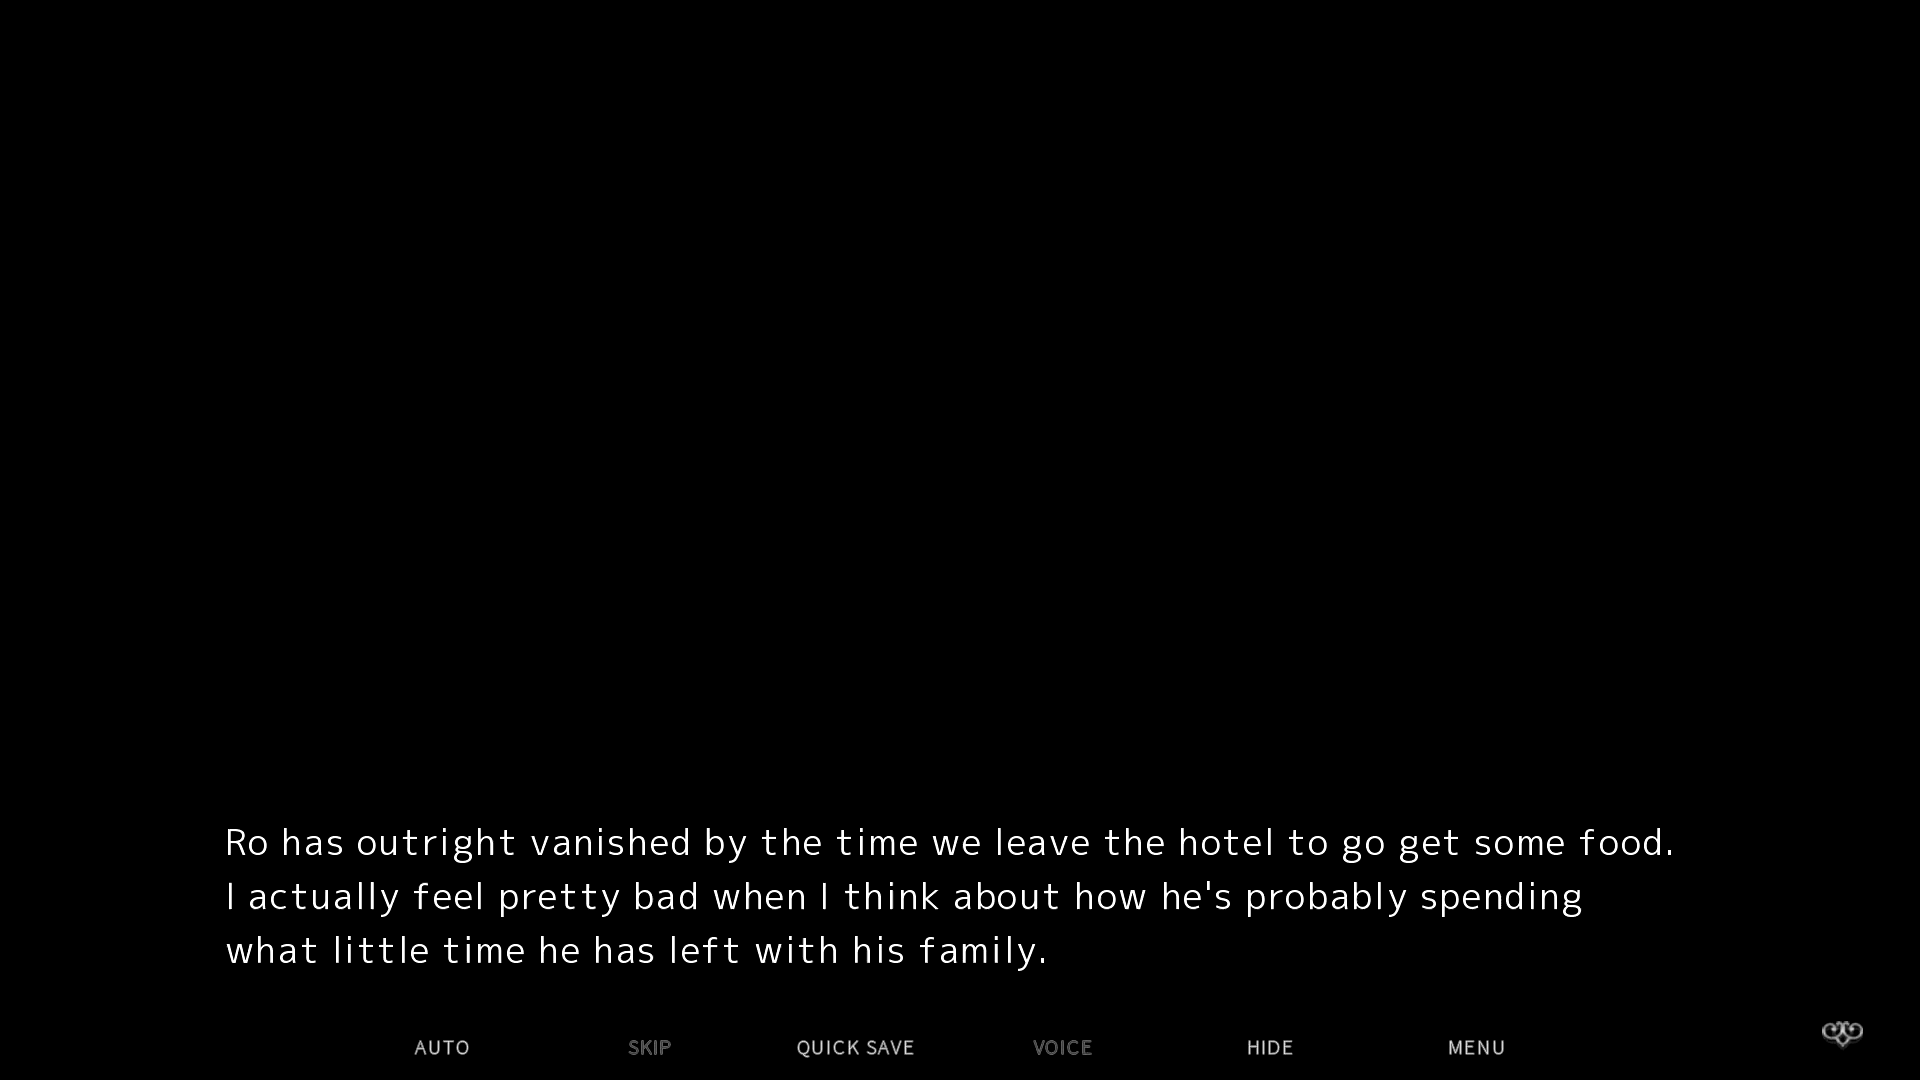 Ro has outright vanished by the time we leave the hotel to go get some food.
I actually feel pretty bad when I think about how he's probably spending
what little time he has left with his family.
AUTO SKIP QUICK SAVE VOICE HIDE MENU